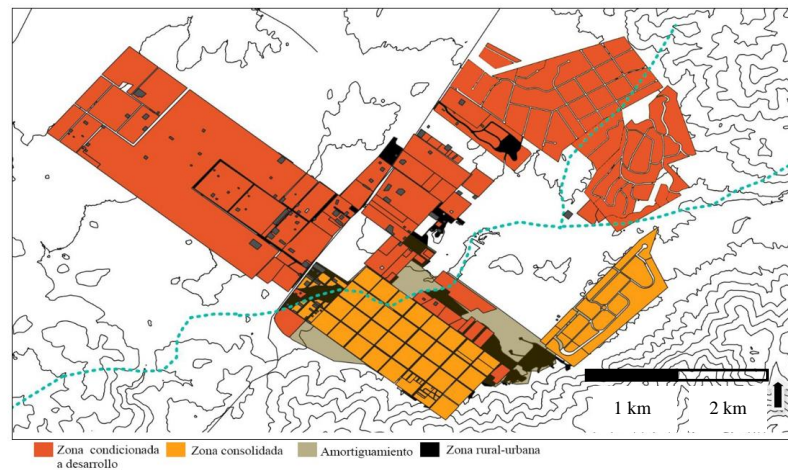 1 km 2 km
Zona condicionada a desarrollo
Zona consolidada
Amortiguamiento
Zona rural-urbana